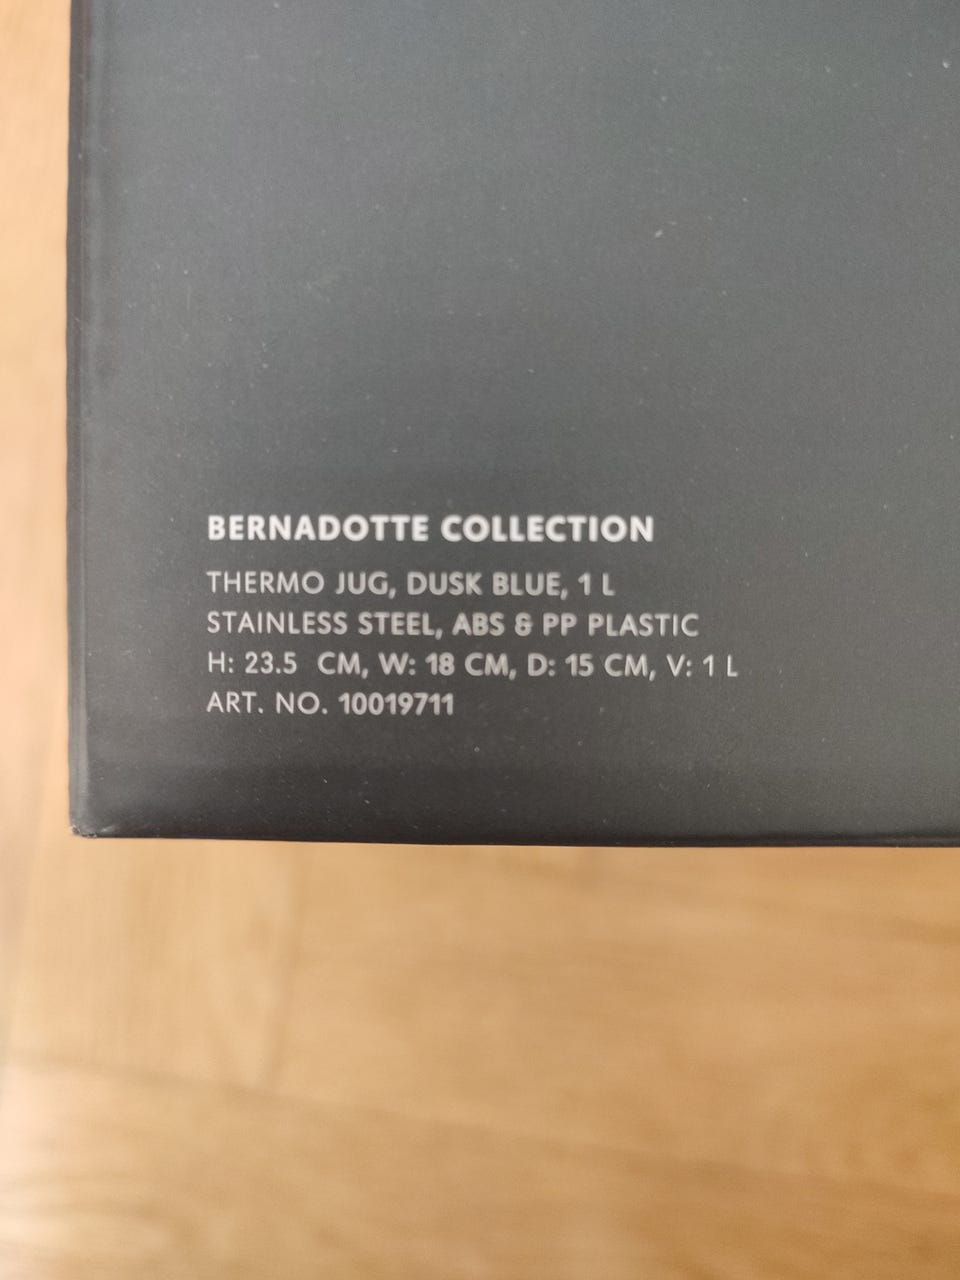 BERNADOTTE COLLECTION
THERMO JUG, DUSK BLUE, 1 L
STAINLESS STEEL, ABS & PP PLASTIC
H: 23.5 CM, W: 18 CM, D: 15 CM, V: 1 L
ART. NO. 10019711